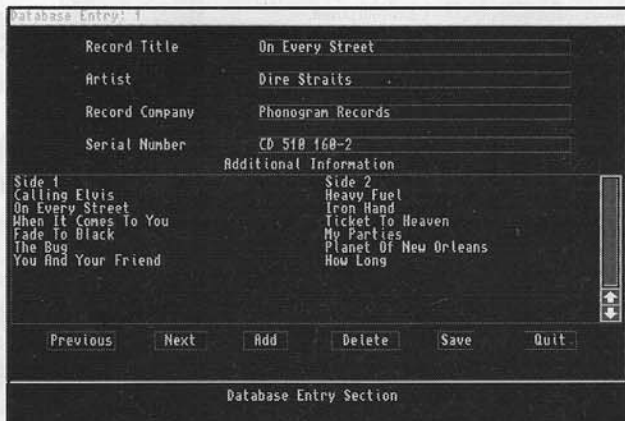 Database Entry: 1
Record Title On Every Street
Artist Dire Straits
Record Company Phonogram Records
Serial Number CD 510 160-2
Additional Information
Side 1 Side 2
Calling Elvis Heavy Fuel
On Every Street Iron Hand
When It Comes To You Ticket To Heaven
Fade To Black My Parties
The Bug Planet Of New Orleans
You And Your Friend How Long
Previous Next Add Delete Save Quit
Database Entry Section